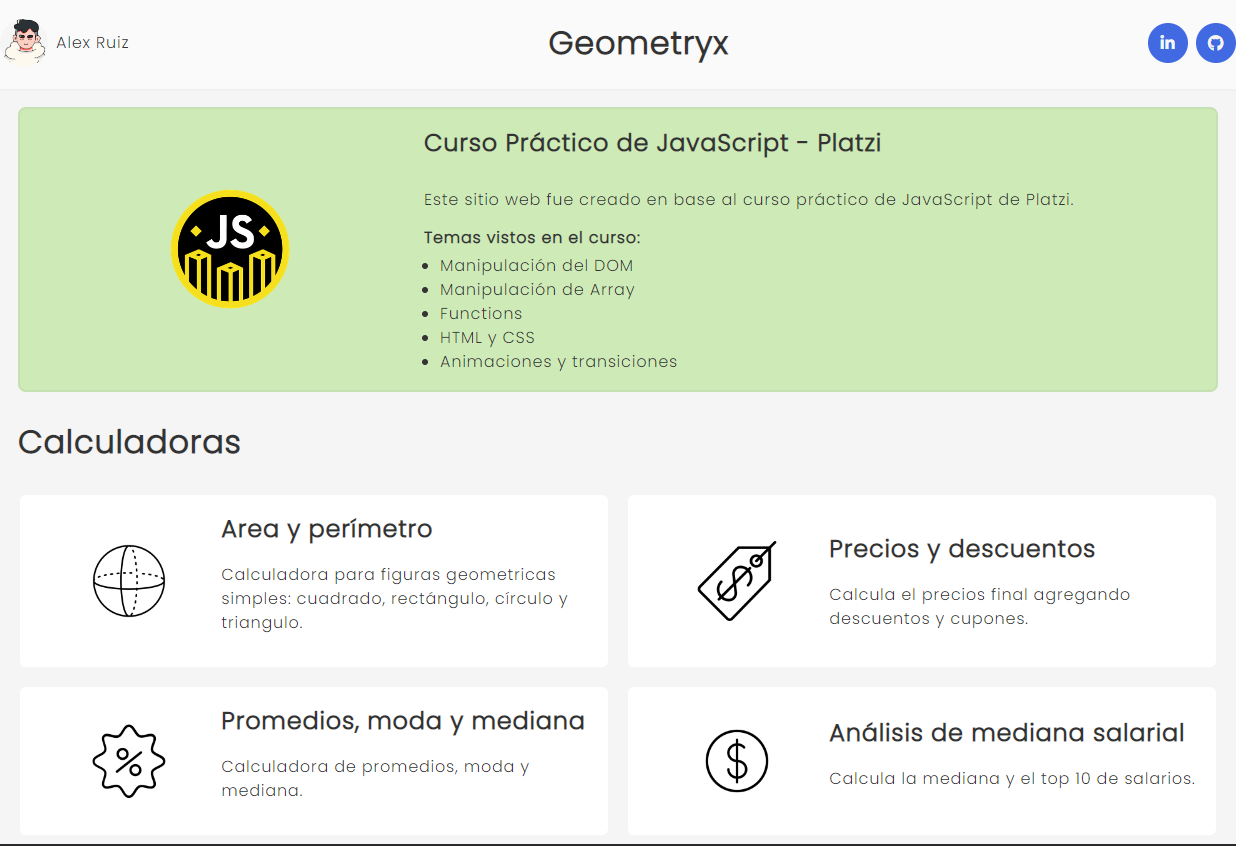 Alex Ruiz
Geometryx
in
Curso Práctico de JavaScript - Platzi
JS
Este sitio web fue creado en base al curso práctico de JavaScript de Platzi.
Temas vistos en el curso:
Manipulación del DOM
Manipulación de Array
Functions
HTML y CSS
Animaciones y transiciones
Calculadoras
Area y perímetro
Calculadora para figuras geometricas
simples: cuadrado, rectángulo, círculo y
triangulo.
Precios y descuentos
Calcula el precios final agregando
descuentos y cupones.
Promedios, moda y mediana
Calculadora de promedios, moda y
mediana.
Análisis de mediana salarial
Calcula la mediana y el top 10 de salarios.